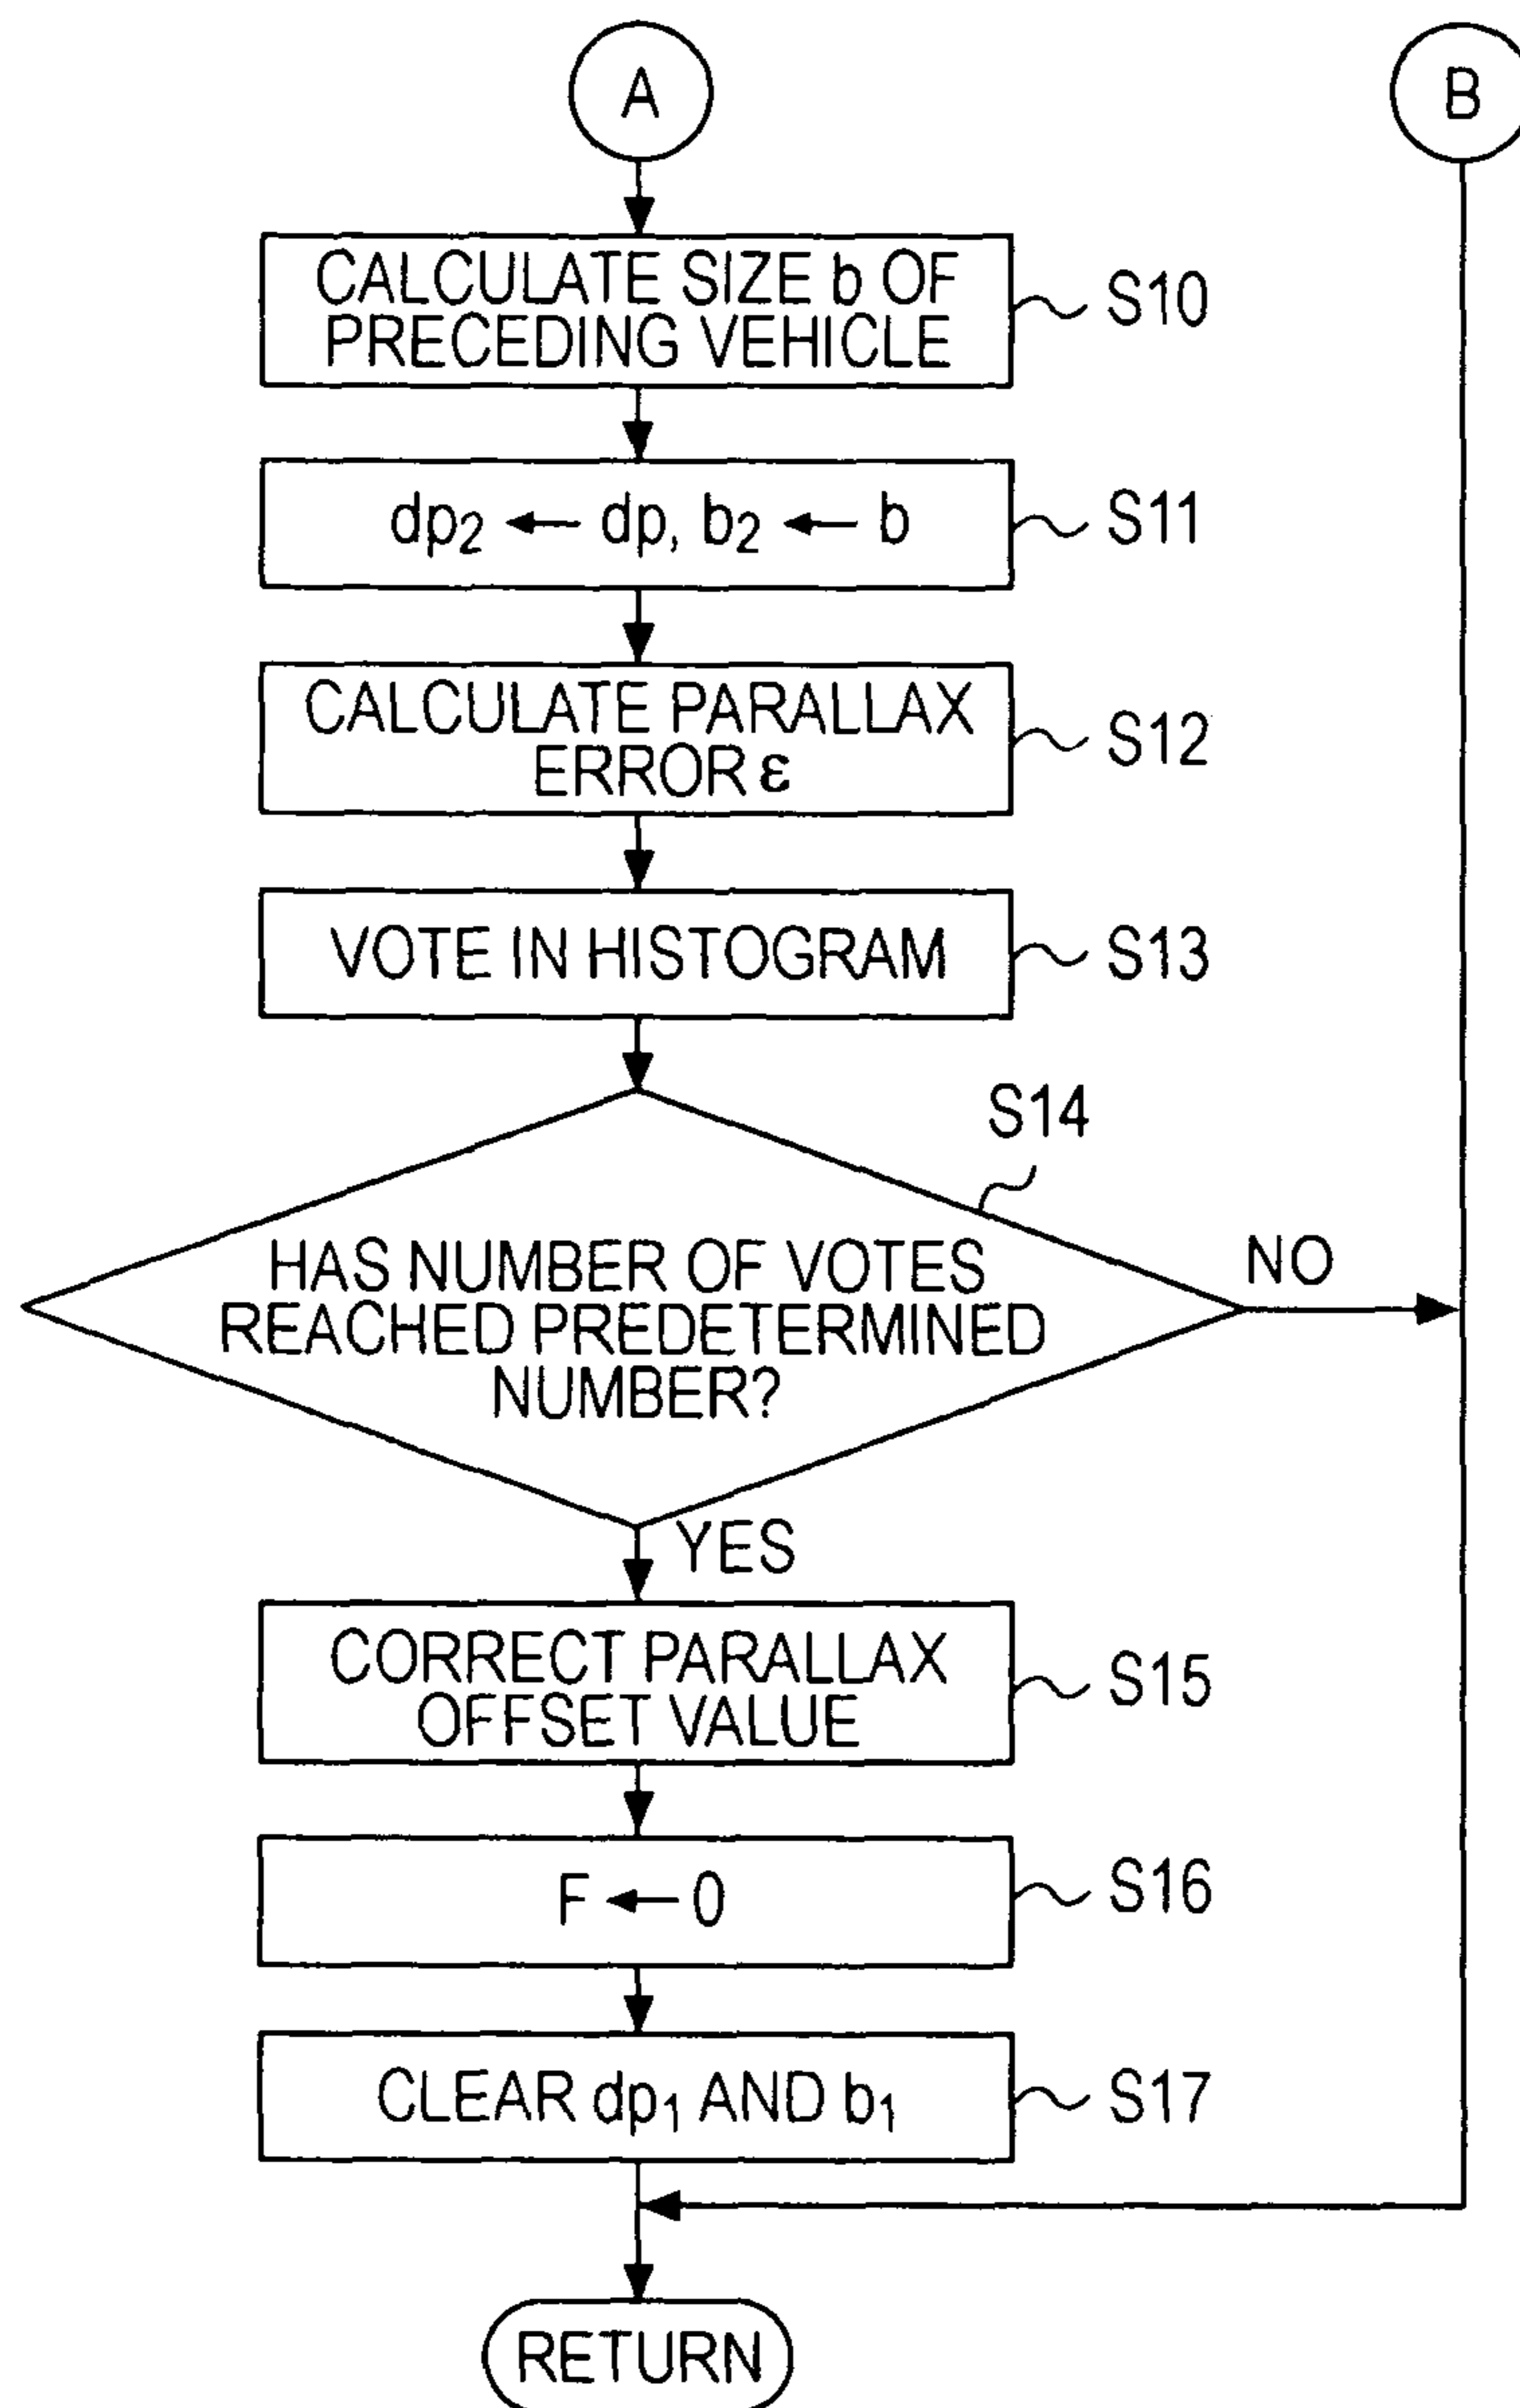 A
B
CALCULATE SIZE b OF
PRECEDING VEHICLE
S10
dp₂ ← dp, b₂ ← b
S11
CALCULATE PARALLAX
ERROR ε
S12
VOTE IN HISTOGRAM
S13
S14
HAS NUMBER OF VOTES
REACHED PREDETERMINED
NUMBER?
NO
YES
CORRECT PARALLAX
OFFSET VALUE
S15
F ← 0
S16
CLEAR dp₁ AND b₁
S17
RETURN